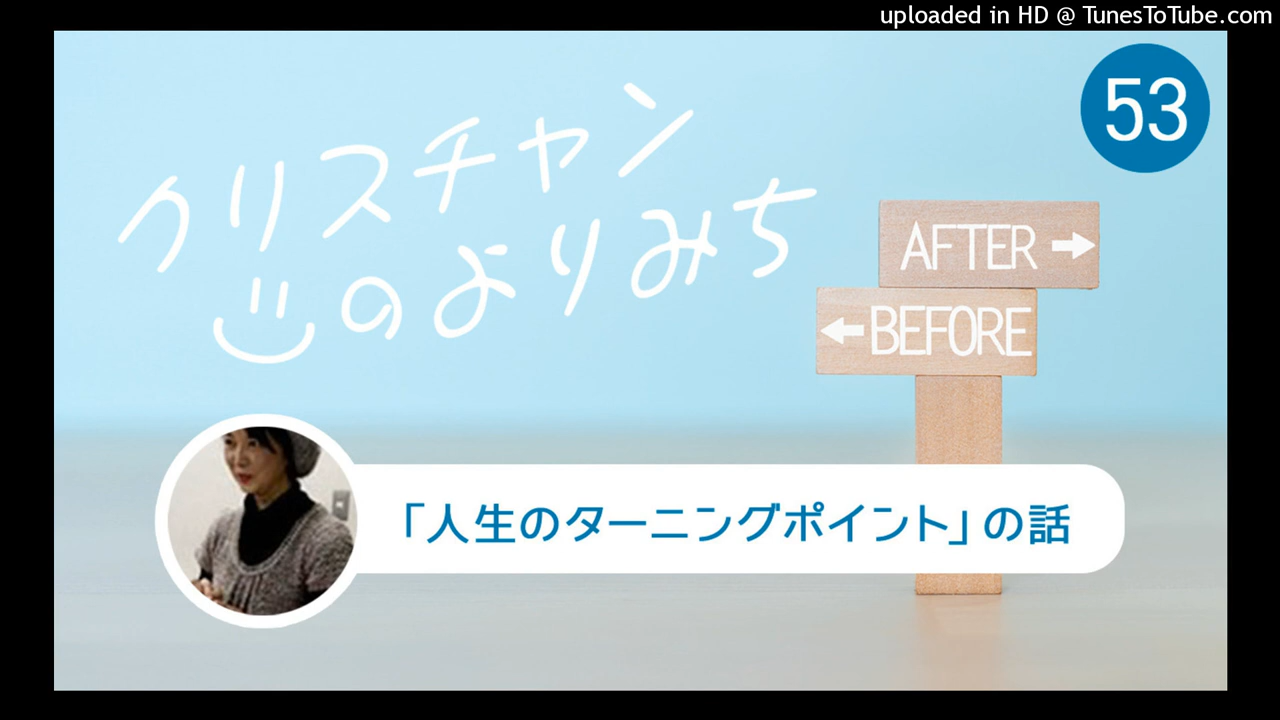 uploaded in HD @ TunesToTube.com
53
クリスチャン
のよりみち
AFTER →
← BEFORE
「人生のターニングポイント」の話